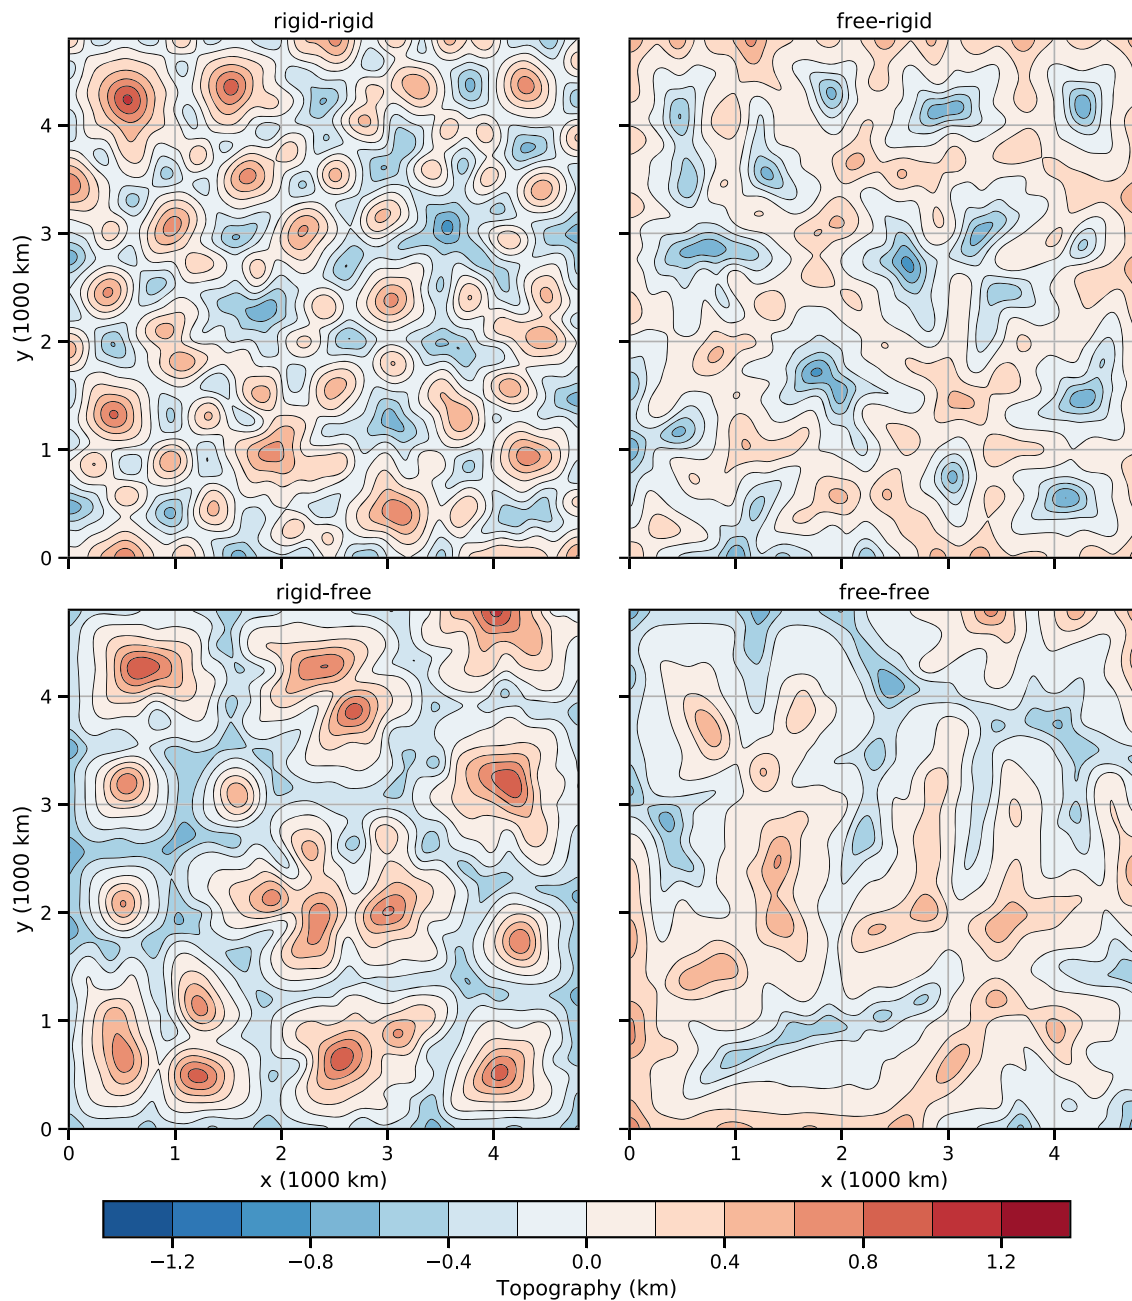 rigid-rigid free-rigid
4
3
2
1
0
y (1000 km)
rigid-free free-free
4
3
2
1
0
y (1000 km)
0 1 2 3 4 0 1 2 3 4
x (1000 km) x (1000 km)
−1.2 −0.8 −0.4 0.0 0.4 0.8 1.2
Topography (km)